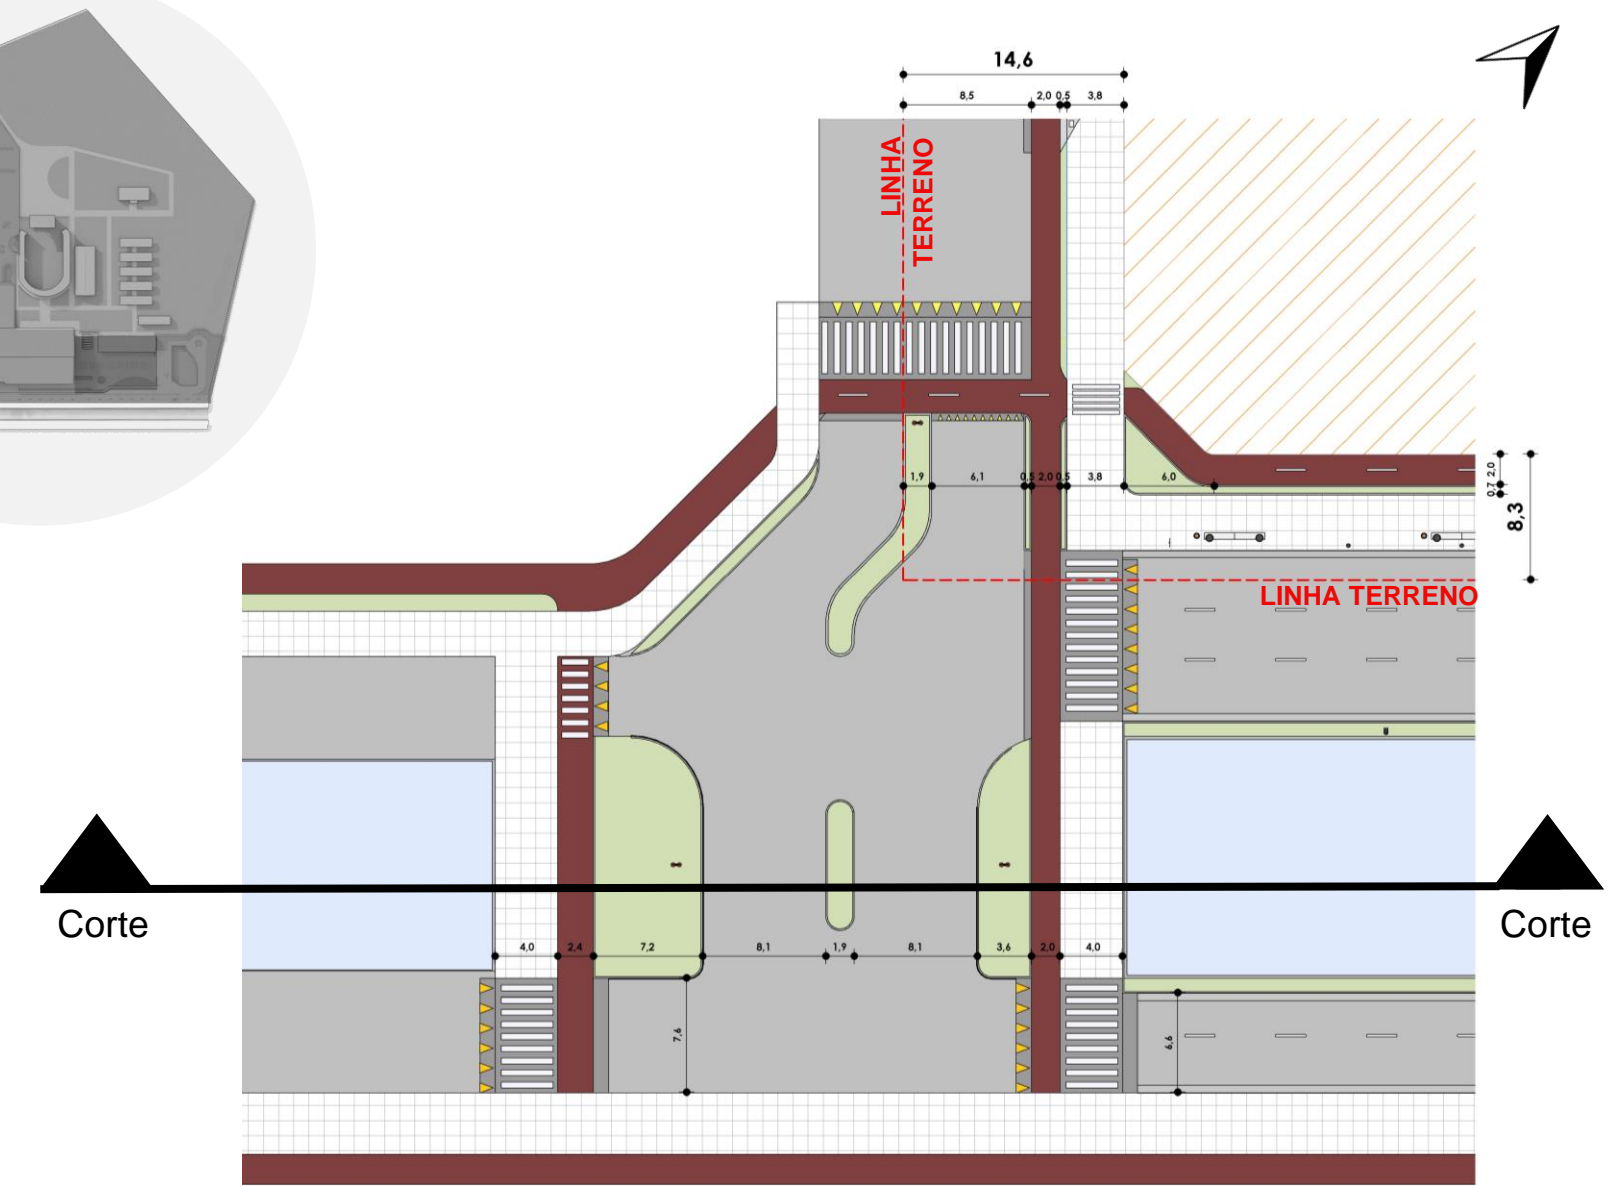 14,6
8,5 2,0 0,5 3,8
LINHA
TERRENO
1,9 6,1 0,5 2,0 0,5 3,8 6,0
2,0
0,7
8,3
LINHA TERRENO
Corte
Corte
4,0 2,4 7,2 8,1 1,9 8,1 3,6 2,0 4,0
7,6
6,6